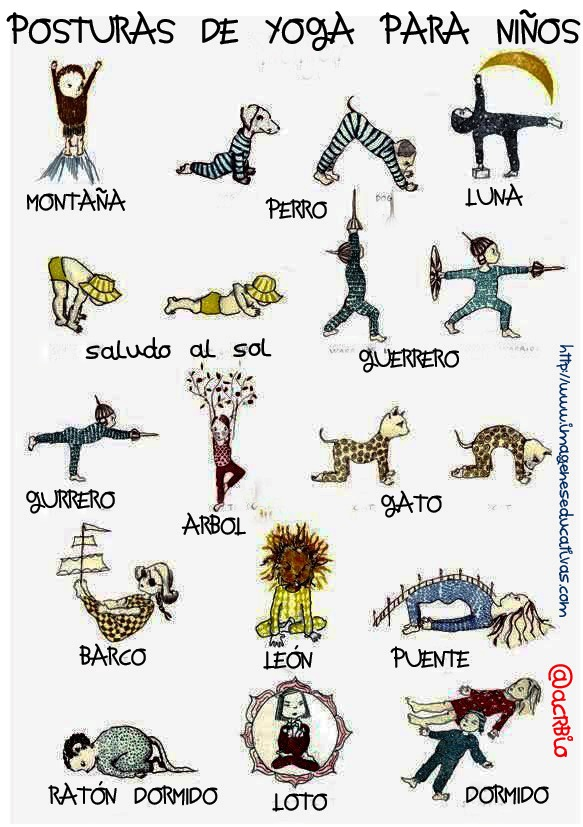 POSTURAS DE YOGA PARA NIÑOS
MONTAÑA
PERRO
LUNA
saludo al sol
GUERRERO
GURRERO
ARBOL
GATO
BARCO
LEÓN
PUENTE
RATÓN DORMIDO
LOTO
DORMIDO
http://www.imageneseducativas.com
@acrbio